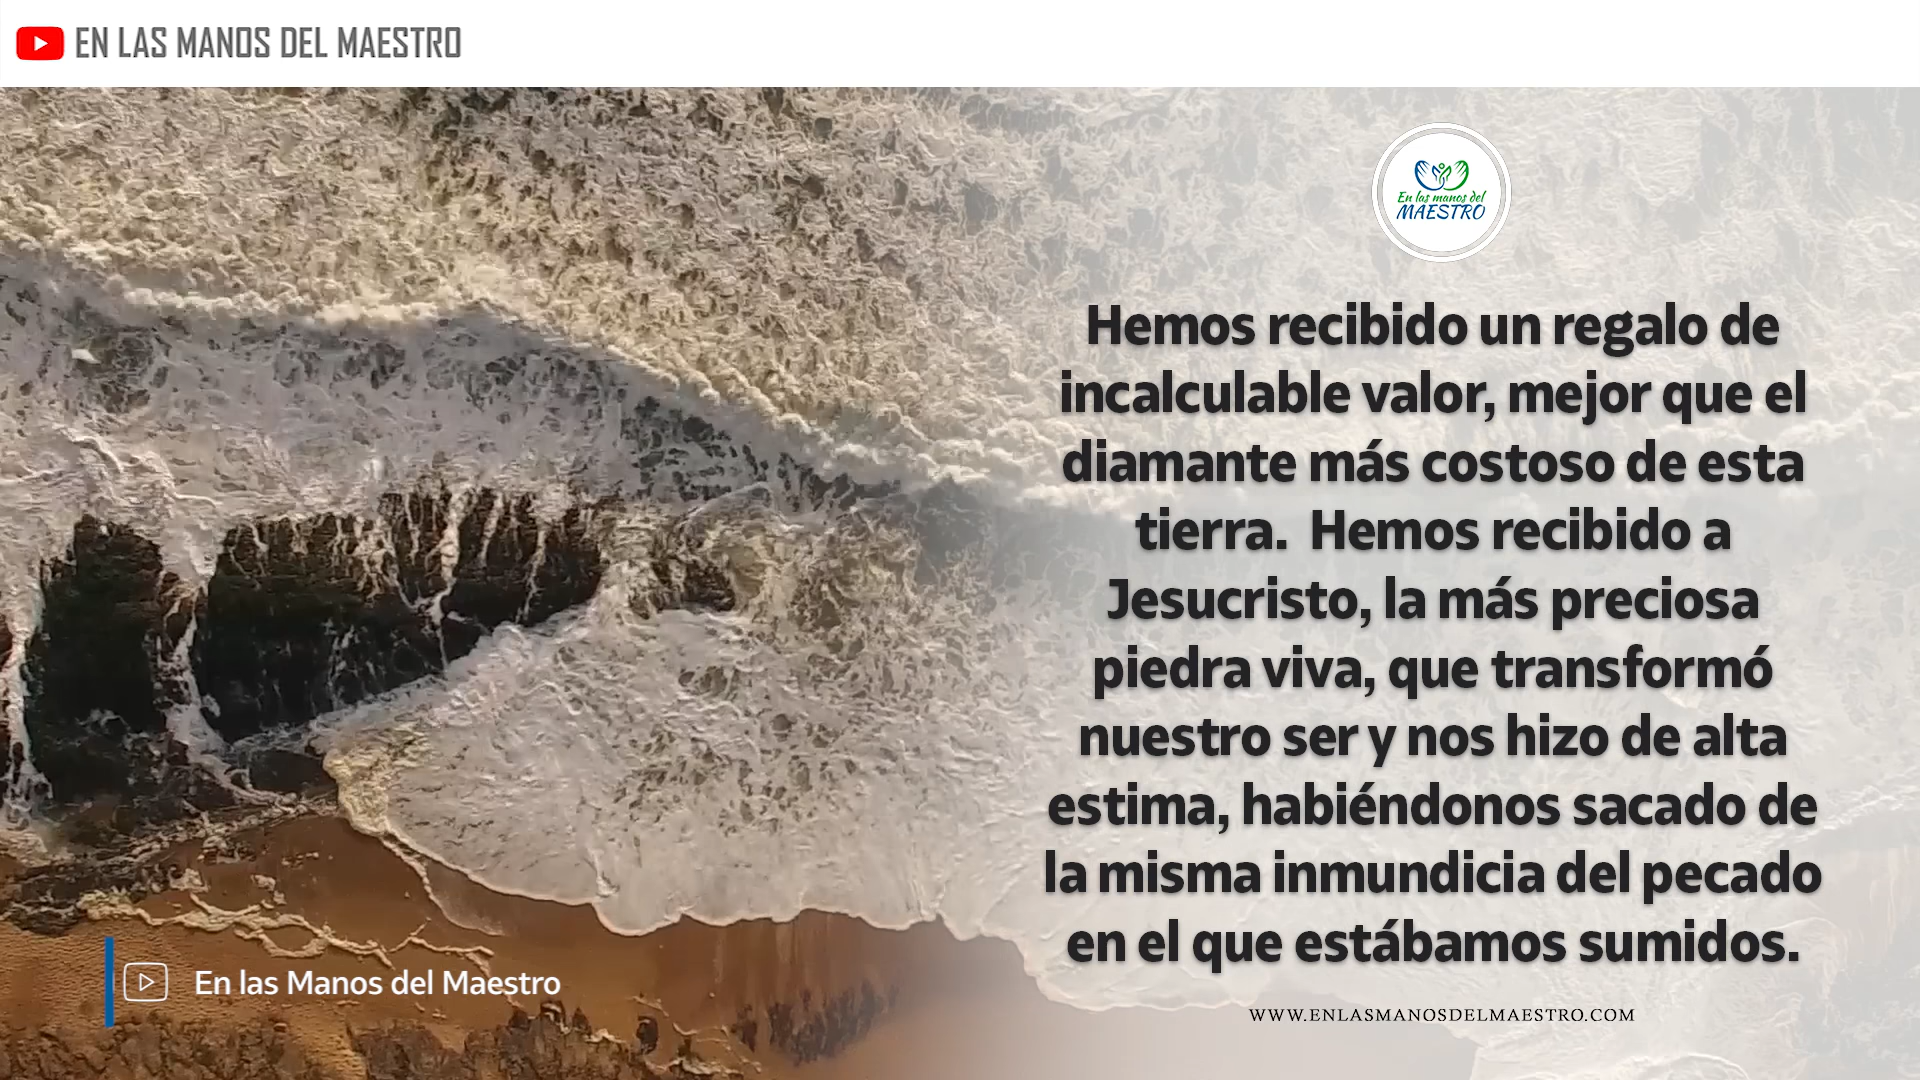 EN LAS MANOS DEL MAESTRO
En las manos del
MAESTRO
Hemos recibido un regalo de
incalculable valor, mejor que el
diamante más costoso de esta
tierra.  Hemos recibido a
Jesucristo, la más preciosa
piedra viva, que transformó
nuestro ser y nos hizo de alta
estima, habiéndonos sacado de
la misma inmundicia del pecado
en el que estábamos sumidos.
WWW.ENLASMANOSDELMAESTRO.COM
En las Manos del Maestro